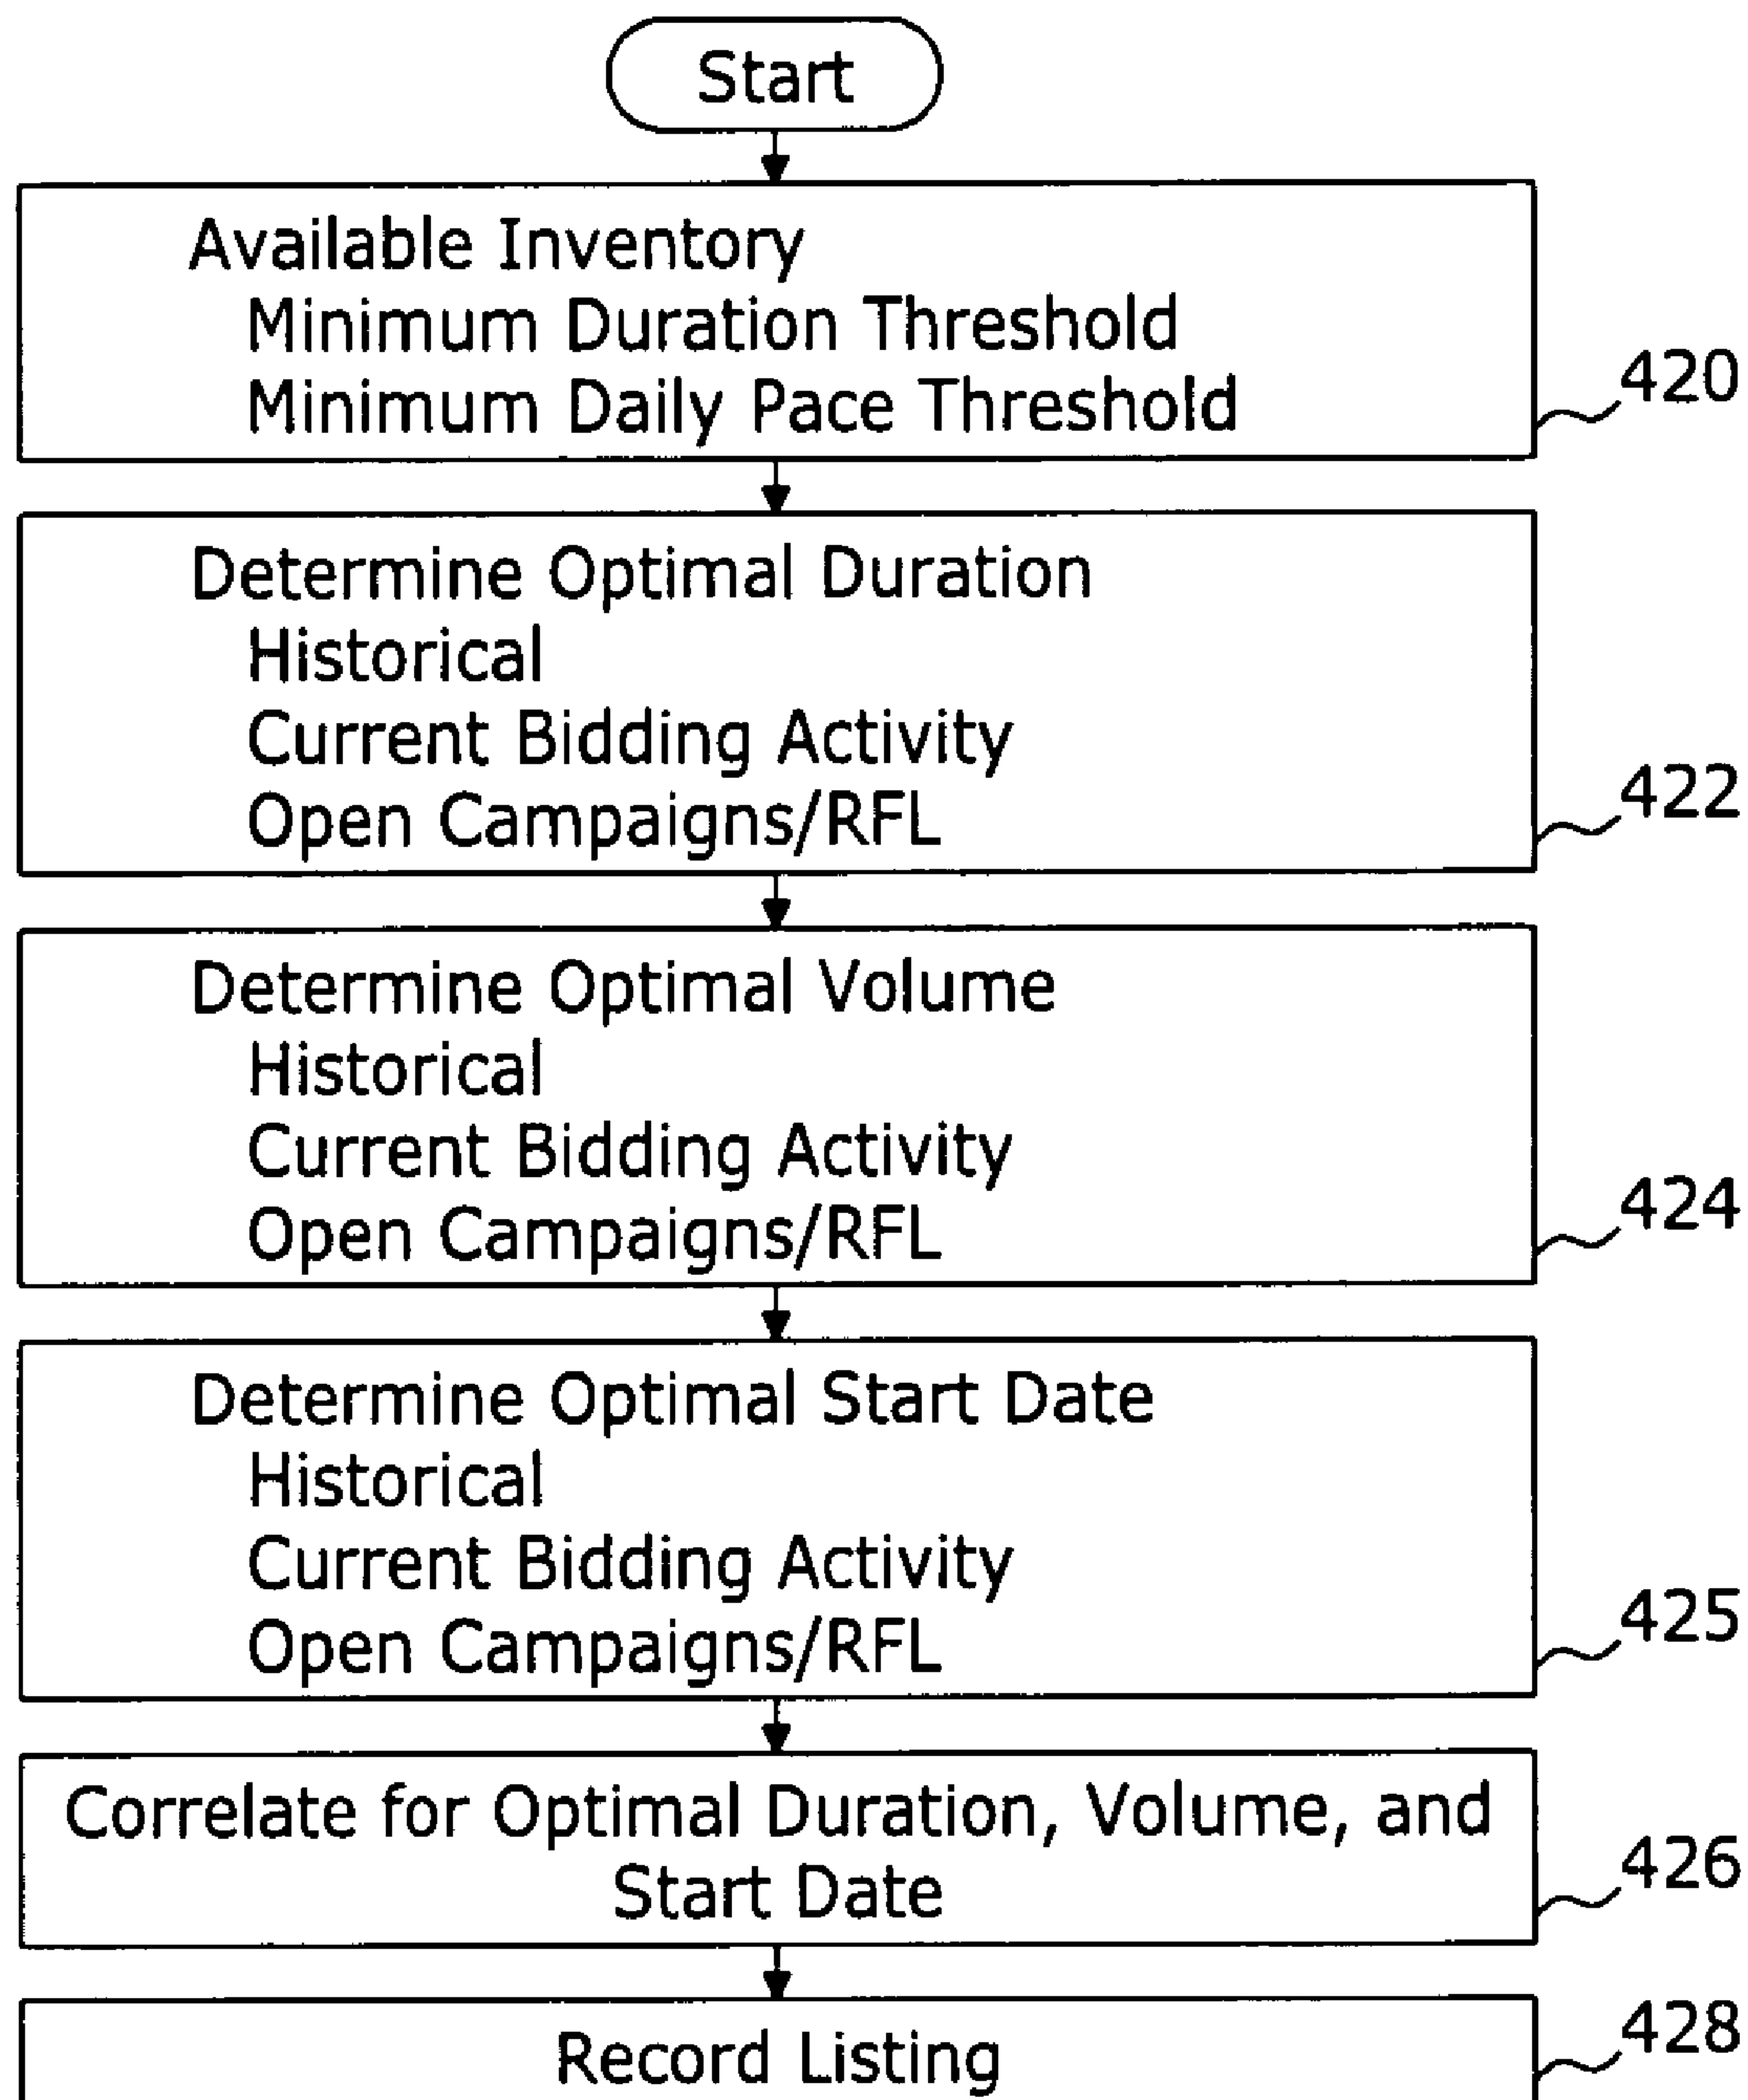 Start
Available Inventory
Minimum Duration Threshold
Minimum Daily Pace Threshold
420
Determine Optimal Duration
Historical
Current Bidding Activity
Open Campaigns/RFL
422
Determine Optimal Volume
Historical
Current Bidding Activity
Open Campaigns/RFL
424
Determine Optimal Start Date
Historical
Current Bidding Activity
Open Campaigns/RFL
425
Correlate for Optimal Duration, Volume, and
Start Date
426
Record Listing
428